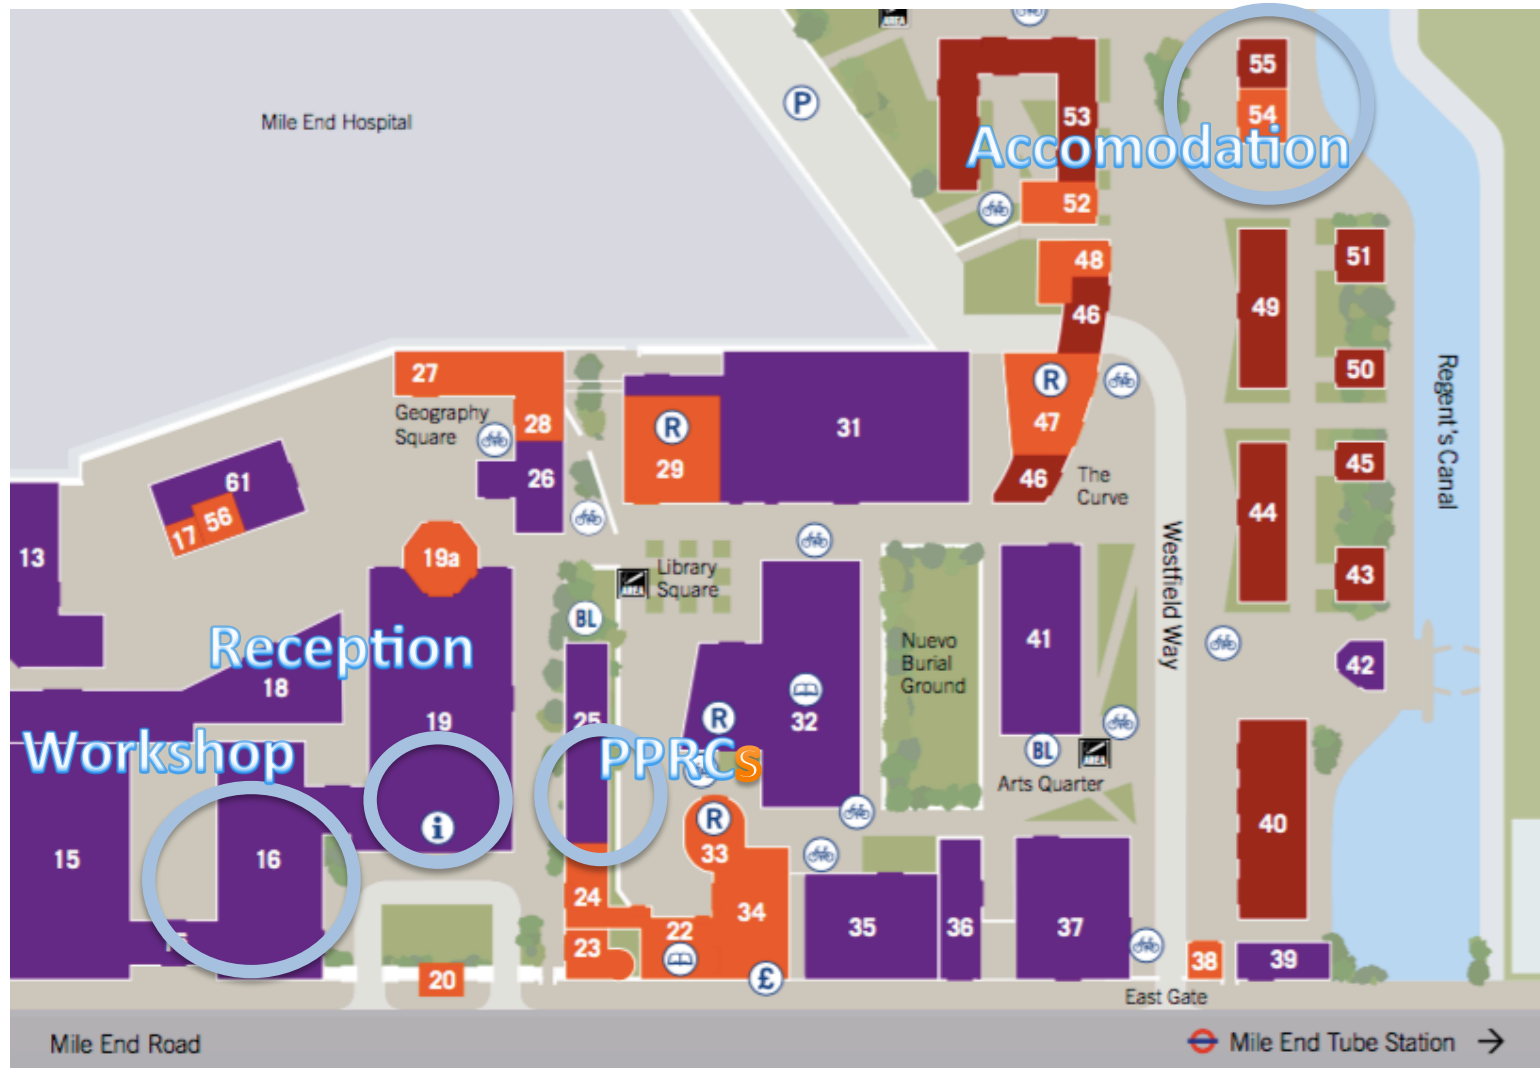 AREA
P
55
54
53
Mile End Hospital
Accomodation
52
48
51
49
46
50
27
R
28
Geography
Square
R
47
31
29
26
46
The
Curve
45
44
61
56
17
13
19a
43
Library
Square
AREA
BL
Westfield Way
Regent's Canal
41
42
Nuevo
Burial
Ground
Reception
18
19
25
R
32
Workshop
PPRCs
BL
AREA
Arts Quarter
i
R
33
40
15
16
24
34
22
35
36
37
15
23
20
£
38
39
East Gate
Mile End Road
Mile End Tube Station